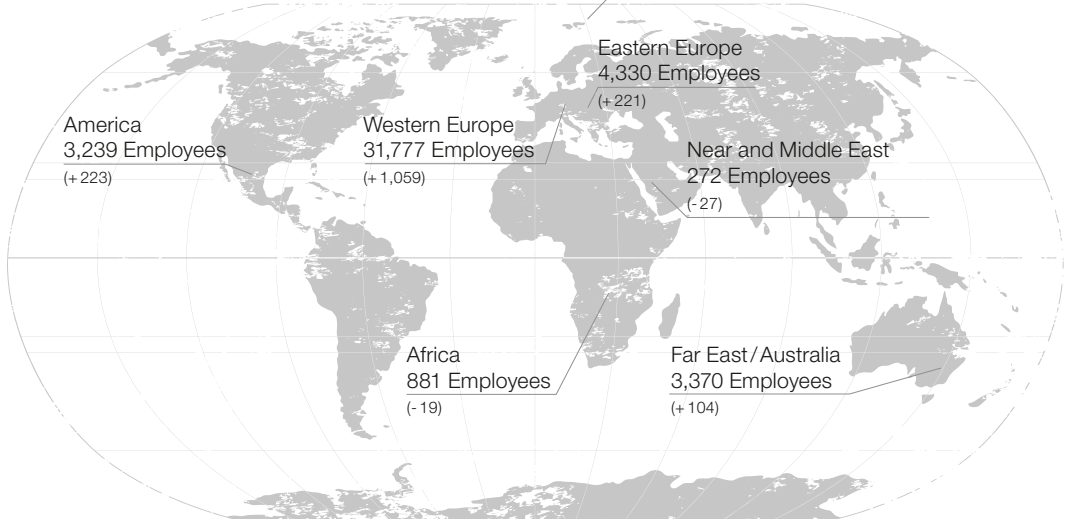 Eastern Europe
4,330 Employees
(+ 221)
America
3,239 Employees
(+ 223)
Western Europe
31,777 Employees
(+ 1,059)
Near and Middle East
272 Employees
(- 27)
Africa
881 Employees
(- 19)
Far East / Australia
3,370 Employees
(+ 104)